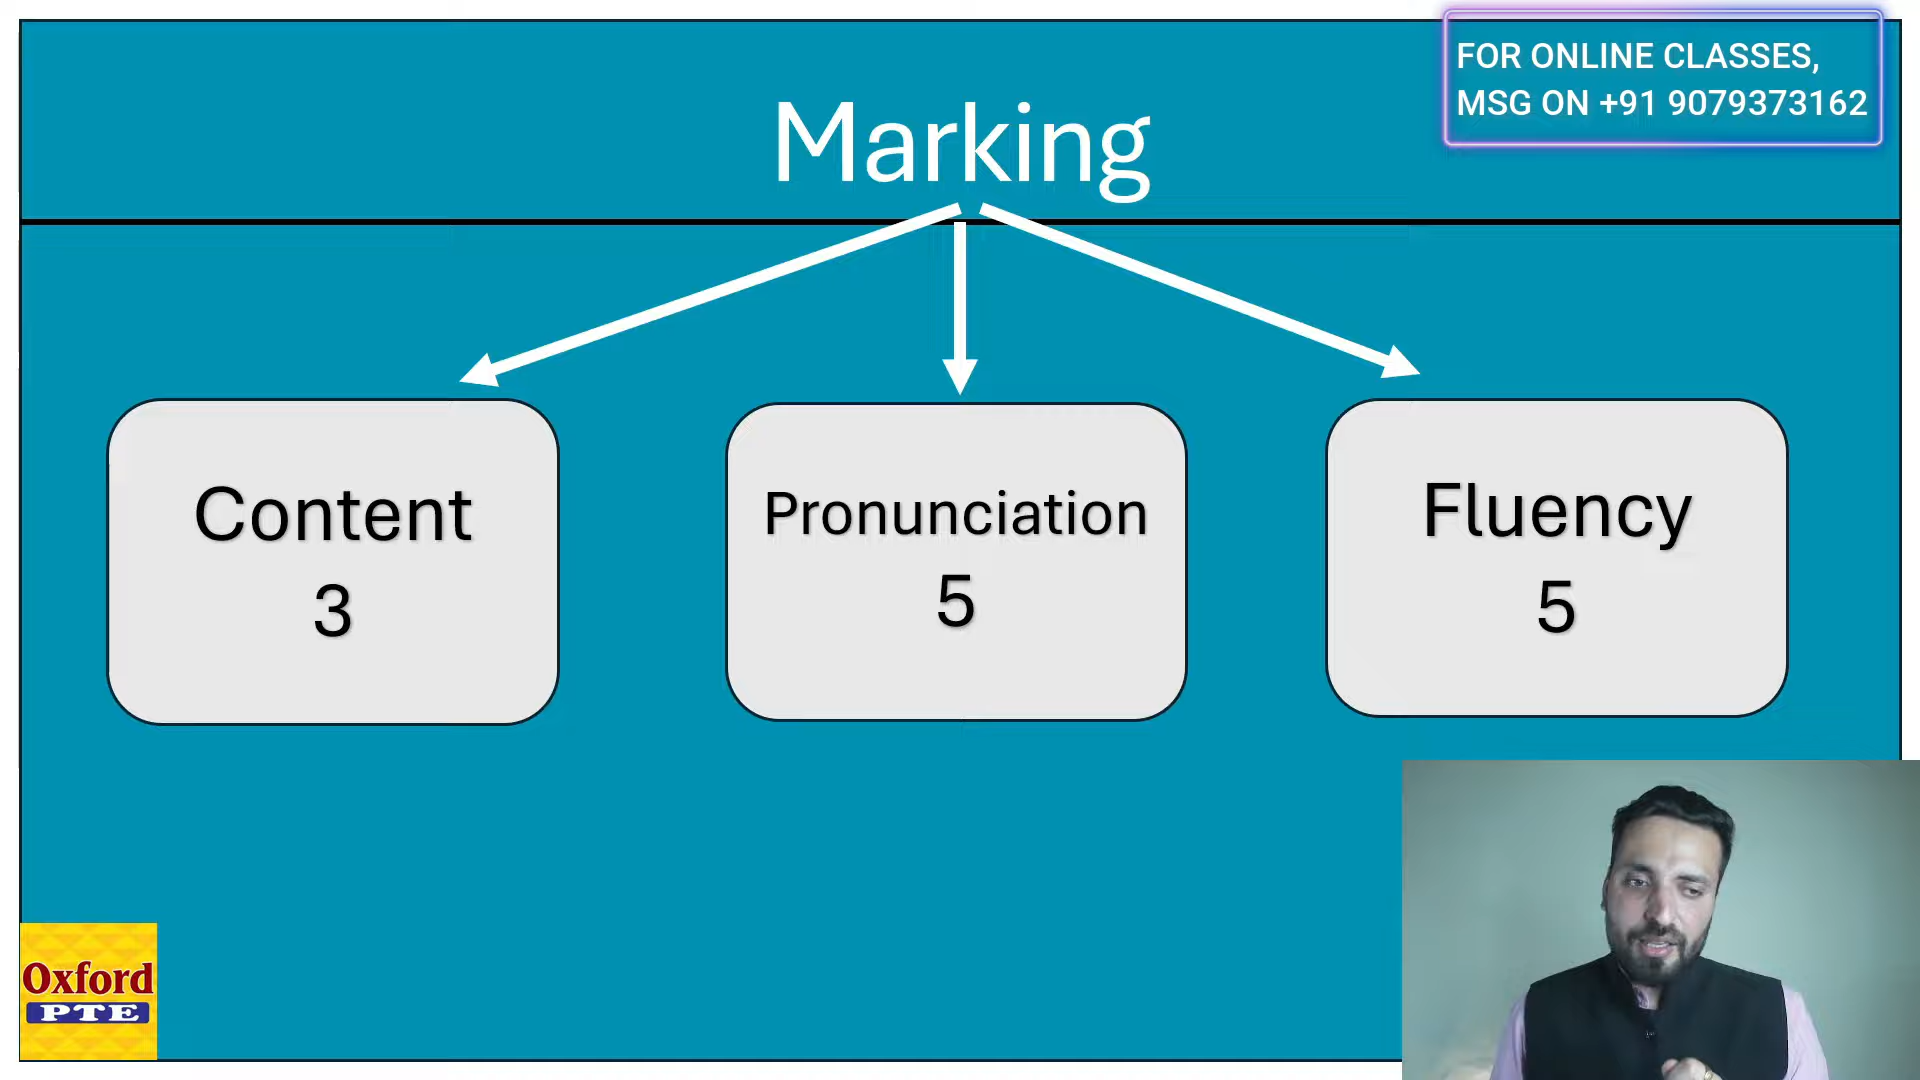 FOR ONLINE CLASSES,
MSG ON +91 9079373162
Marking
Content
3
Pronunciation
5
Fluency
5
Oxford
PTE